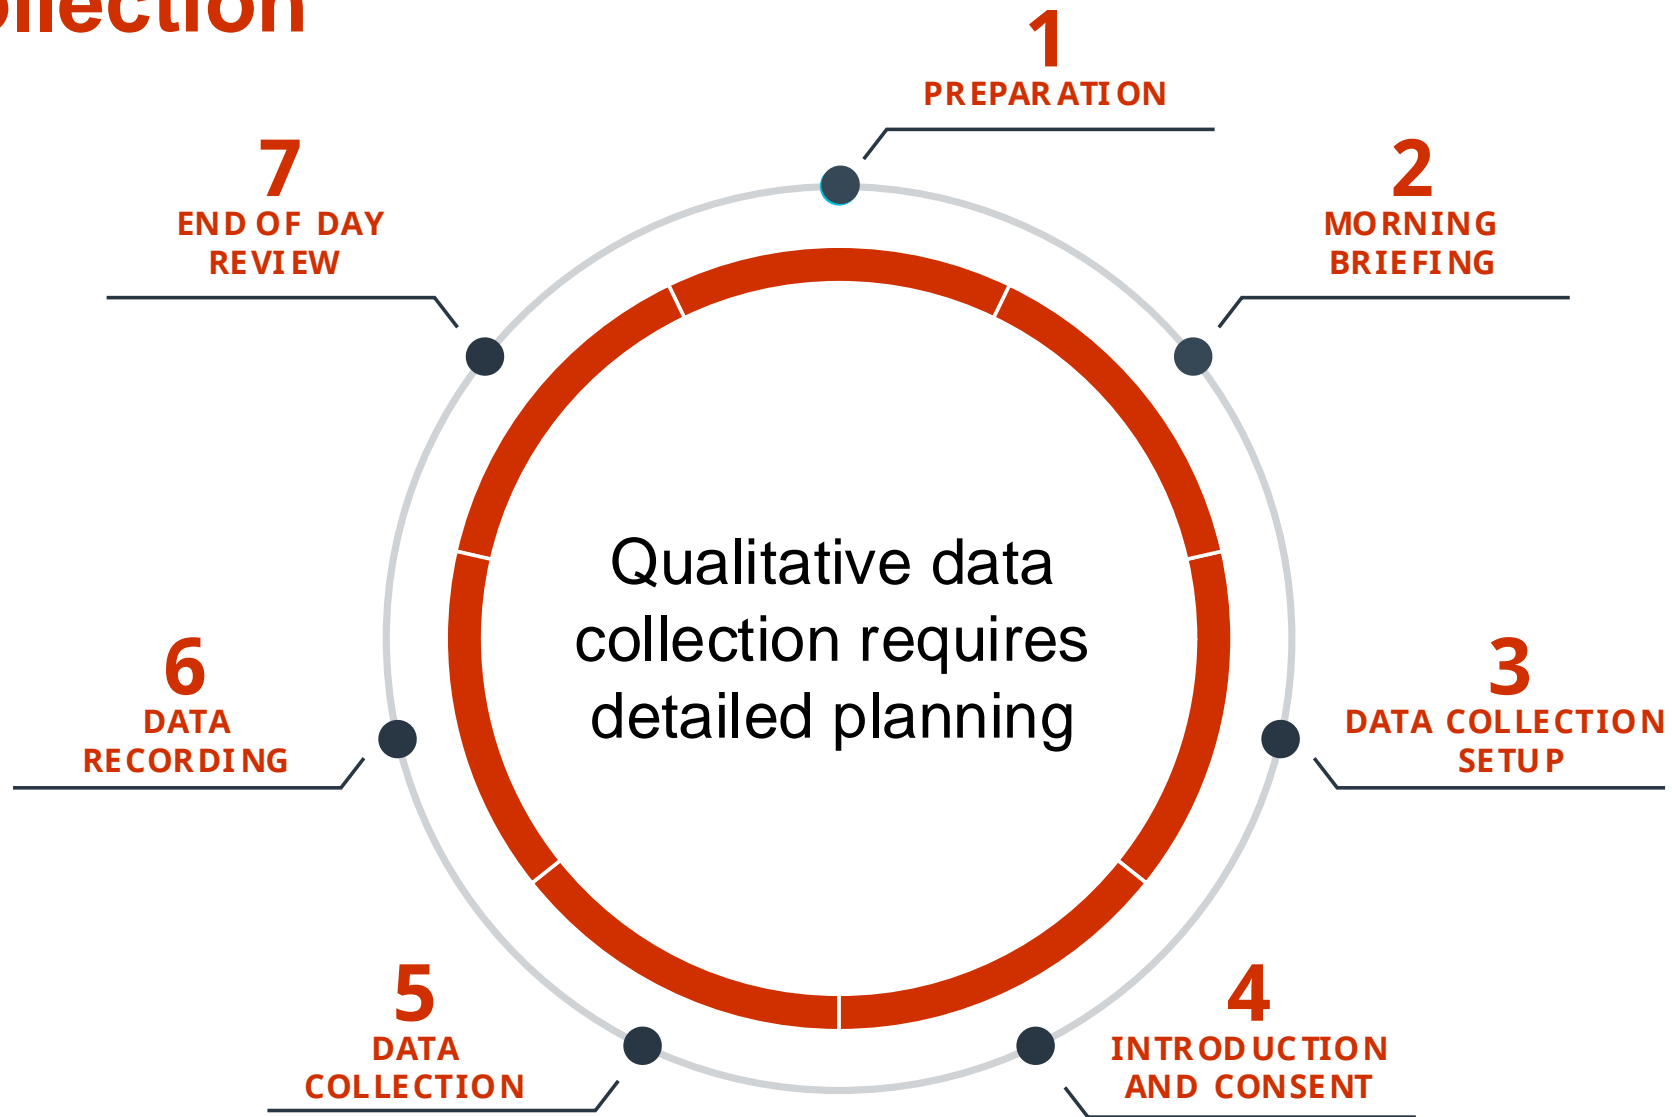 1
PREPARATION
2
MORNING
BRIEFING
3
DATA COLLECTION
SETUP
4
INTRODUCTION
AND CONSENT
5
DATA
COLLECTION
6
DATA
RECORDING
7
END OF DAY
REVIEW
Qualitative data
collection requires
detailed planning